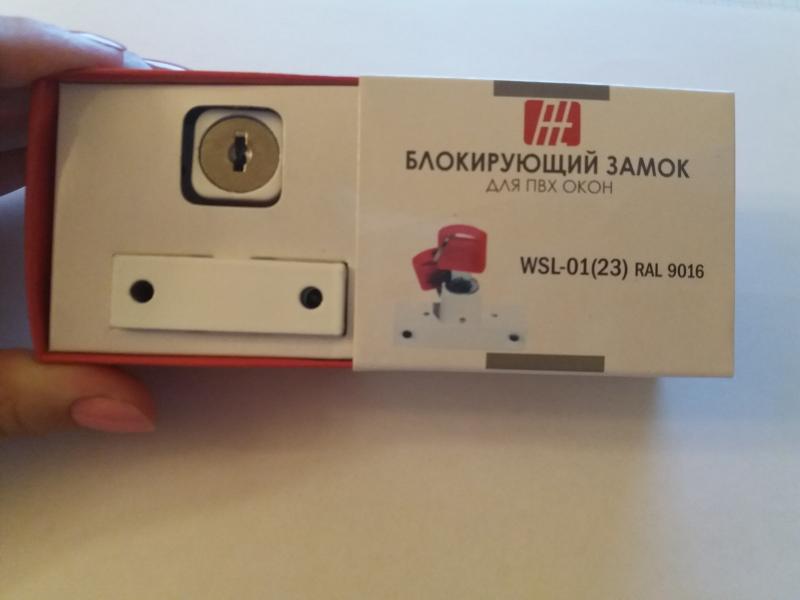 БЛОКИРУЮЩИЙ ЗАМОК
ДЛЯ ПВХ ОКОН
WSL-01(23) RAL 9016